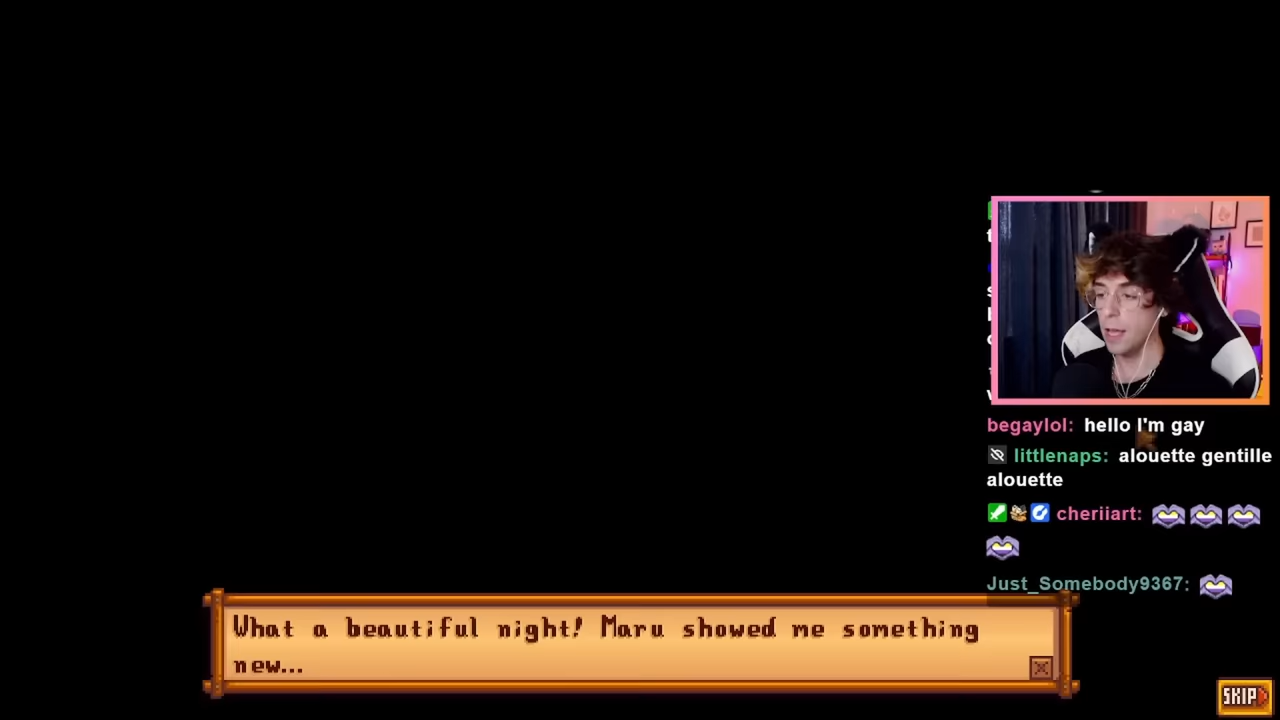 begaylol: hello I'm gay
littlenaps: alouette gentille
alouette
cheriiart:
Just_Somebody9367:
What a beautiful night! Maru showed me something
new...
SKIP